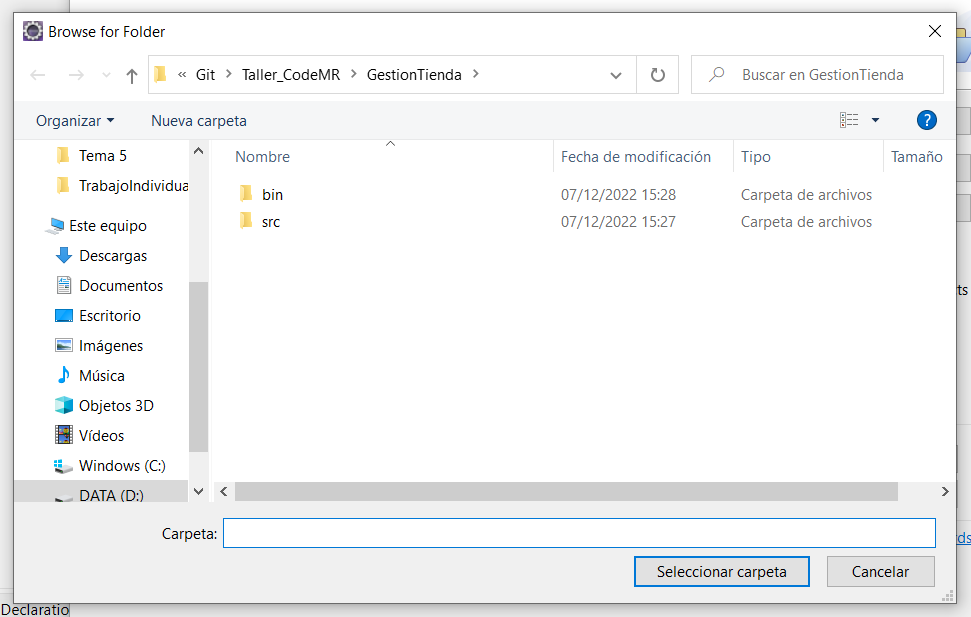 Browse for Folder
« Git > Taller_CodeMR > GestionTienda >
Buscar en GestionTienda
Organizar
Nueva carpeta
?
Tema 5
TrabajoIndividua
Este equipo
Descargas
Documentos
Escritorio
Imágenes
Música
Objetos 3D
Vídeos
Windows (C:)
DATA (D:)
Nombre
Fecha de modificación
Tipo
Tamaño
bin
07/12/2022 15:28
Carpeta de archivos
src
07/12/2022 15:27
Carpeta de archivos
Carpeta:
Seleccionar carpeta
Cancelar
ts
rds
Declaratio